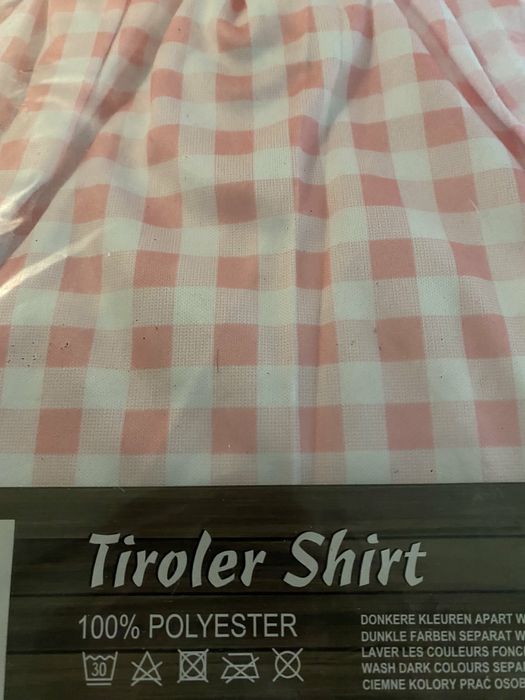 Tiroler Shirt
100% POLYESTER
30
DONKERE KLEUREN APART
DUNKLE FARBEN SEPARAT
LAVER LES COULEURS
WASH DARK COLOURS
CIEMNE KOLORY PRAĆ